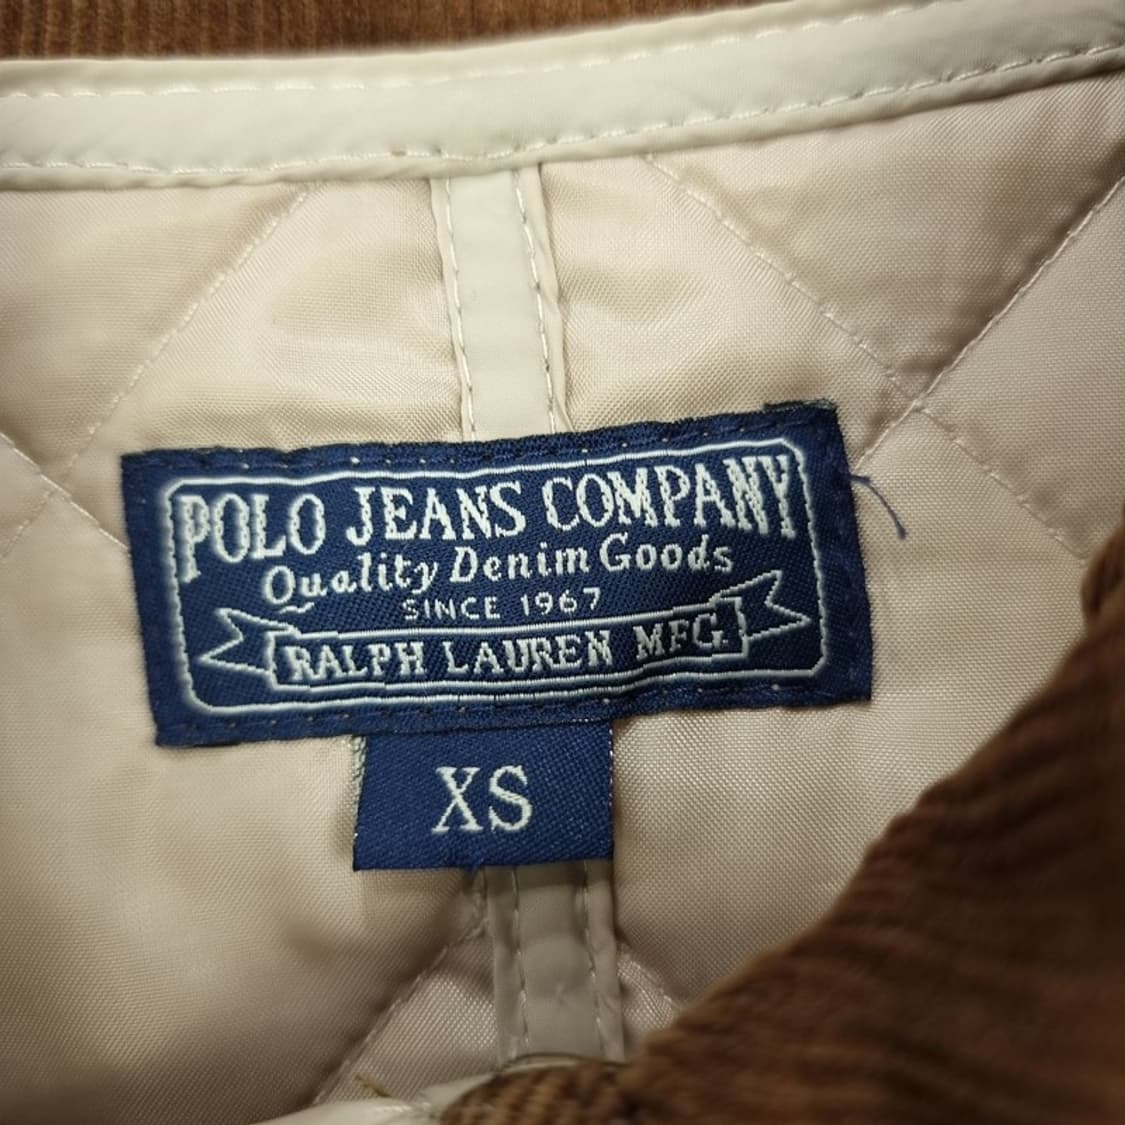 POLO JEANS COMPANY
Quality Denim Goods
SINCE 1967
RALPH LAUREN MFG.
XS